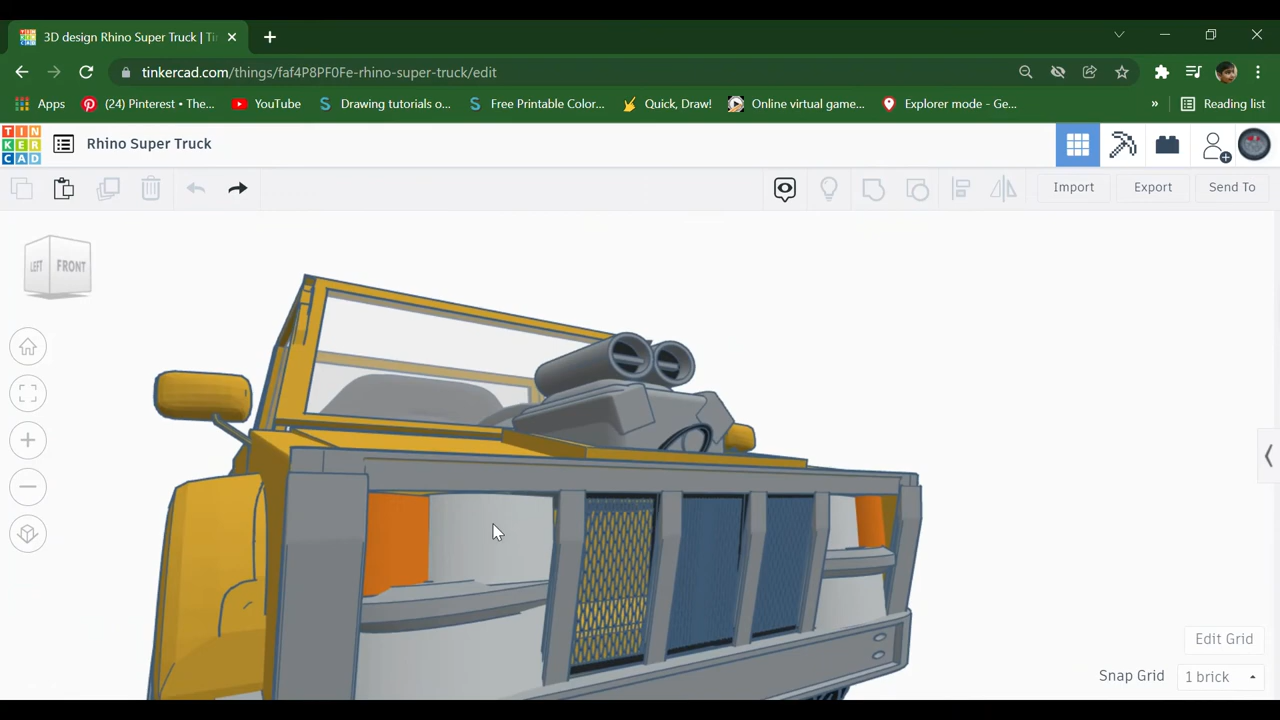 3D design Rhino Super Truck | Ti
tinkercad.com/things/faf4P8PF0Fe-rhino-super-truck/edit
Apps (24) Pinterest • The... YouTube Drawing tutorials o... Free Printable Color... Quick, Draw! Online virtual game... Explorer mode - Ge... » Reading list
TIN
KER
CAD
Rhino Super Truck
Import Export Send To
LEFT FRONT
Edit Grid
Snap Grid 1 brick